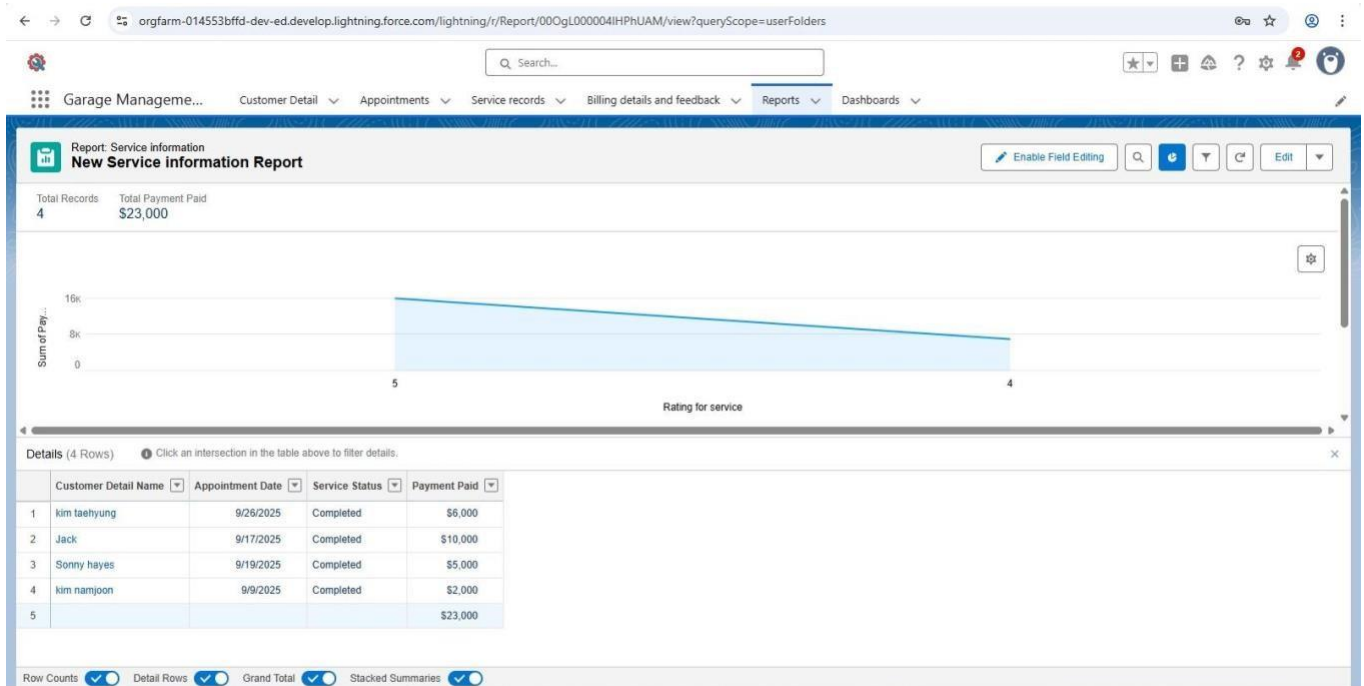 orgfarm-014553bffd-dev-ed.develop.lightning.force.com/lightning/r/Report/00OgL000004IHPhUAM/view?queryScope=userFolders
Search...
2
Garage Manageme... Customer Detail Appointments Service records Billing details and feedback Reports Dashboards
Report: Service information
New Service information Report
Enable Field Editing Edit
Total Records Total Payment Paid
4 $23,000
16K
8K
0
Sum of Pay...
5 4
Rating for service
Details (4 Rows) Click an intersection in the table above to filter details.
Customer Detail Name Appointment Date Service Status Payment Paid
1 kim taehyung 9/26/2025 Completed $6,000
2 Jack 9/17/2025 Completed $10,000
3 Sonny hayes 9/19/2025 Completed $5,000
4 kim namjoon 9/9/2025 Completed $2,000
5 $23,000
Row Counts Detail Rows Grand Total Stacked Summaries